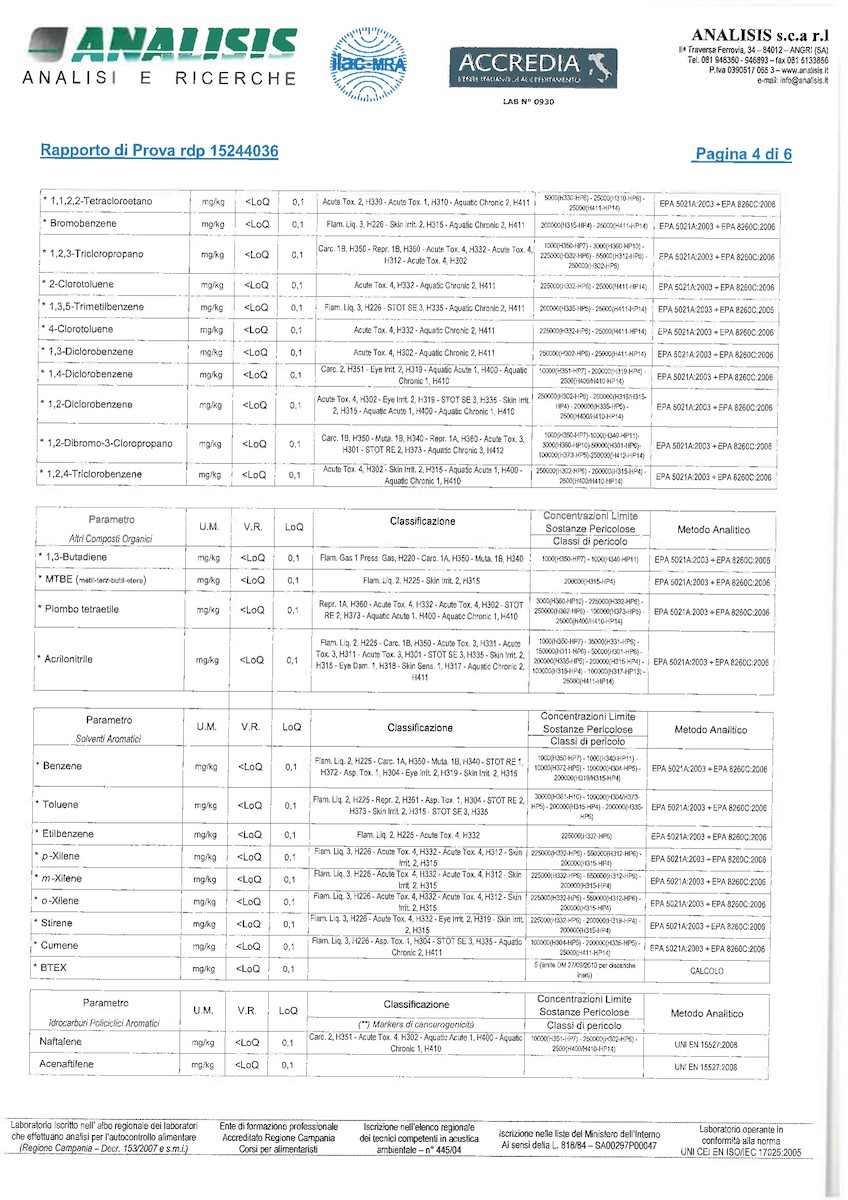 ANALISIS
ANALISI E RICERCHE
ilac-MRA
ACCREDIA
L'ENTE ITALIANO DI ACCREDITAMENTO
LAB N° 0930
ANALISIS s.c.a r.l
IIª Traversa Ferrovia, 34 – 84012 – ANGRI (SA)
Tel. 081 946350 - 946893 – fax 081 5133856
P.Iva 0390617 065 3 – www.analisis.it
e-mail: info@analisis.it
Rapporto di Prova rdp 15244036
Pagina 4 di 6
* 1,1,2,2-Tetracloroetano mg/kg <LoQ 0,1 Acute Tox. 2, H330 - Acute Tox. 1, H310 - Aquatic Chronic 2, H411 5000(H330-HP6) - 25000(H310-HP6) - EPA 5021A:2003 + EPA 8260C:2006
25000(H411-HP14)
* Bromobenzene mg/kg <LoQ 0,1 Flam. Liq. 3, H226 - Skin Irrit. 2, H315 - Aquatic Chronic 2, H411 200000(H315-HP4) - 25000(H411-HP14) EPA 5021A:2003 + EPA 8260C:2006
* 1,2,3-Tricloropropano mg/kg <LoQ 0,1 Carc. 1B, H350 - Repr. 1B, H360 - Acute Tox. 4, H332 - Acute Tox. 4, 1000(H350-HP7) - 3000(H360-HP10) - EPA 5021A:2003 + EPA 8260C:2006
H312 - Acute Tox. 4, H302 225000(H332-HP6) - 55000(H312-HP6) -
250000(H302-HP6)
* 2-Clorotoluene mg/kg <LoQ 0,1 Acute Tox. 4, H332 - Aquatic Chronic 2, H411 225000(H332-HP6) - 25000(H411-HP14) EPA 5021A:2003 + EPA 8260C:2006
* 1,3,5-Trimetilbenzene mg/kg <LoQ 0,1 Flam. Liq. 3, H226 - STOT SE 3, H335 - Aquatic Chronic 2, H411 200000(H335-HP5) - 25000(H411-HP14) EPA 5021A:2003 + EPA 8260C:2006
* 4-Clorotoluene mg/kg <LoQ 0,1 Acute Tox. 4, H332 - Aquatic Chronic 2, H411 225000(H332-HP6) - 25000(H411-HP14) EPA 5021A:2003 + EPA 8260C:2006
* 1,3-Diclorobenzene mg/kg <LoQ 0,1 Acute Tox. 4, H302 - Aquatic Chronic 2, H411 250000(H302-HP6) - 25000(H411-HP14) EPA 5021A:2003 + EPA 8260C:2006
* 1,4-Diclorobenzene mg/kg <LoQ 0,1 Carc. 2, H351 - Eye Irrit. 2, H319 - Aquatic Acute 1, H400 - Aquatic 10000(H351-HP7) - 200000(H319-HP4) - EPA 5021A:2003 + EPA 8260C:2006
Chronic 1, H410 2500(H400/H410-HP14)
* 1,2-Diclorobenzene mg/kg <LoQ 0,1 Acute Tox. 4, H302 - Eye Irrit. 2, H319 - STOT SE 3, H335 - Skin Irrit. 250000(H302-HP6) - 200000(H319/H315- EPA 5021A:2003 + EPA 8260C:2006
2, H315 - Aquatic Acute 1, H400 - Aquatic Chronic 1, H410 HP4) - 200000(H335-HP5) -
2500(H400/H410-HP14)
* 1,2-Dibromo-3-Cloropropano mg/kg <LoQ 0,1 Carc. 1B, H350 - Muta. 1B, H340 - Repr. 1A, H360 - Acute Tox. 3, 1000(H350-HP7)-1000(H340-HP11)- EPA 5021A:2003 + EPA 8260C:2006
H301 - STOT RE 2, H373 - Aquatic Chronic 3, H412 3000(H360-HP10)-50000(H301-HP6)-
100000(H373-HP5)-250000(H412-HP14)
* 1,2,4-Triclorobenzene mg/kg <LoQ 0,1 Acute Tox. 4, H302 - Skin Irrit. 2, H315 - Aquatic Acute 1, H400 - 250000(H302-HP6) - 200000(H315-HP4) - EPA 5021A:2003 + EPA 8260C:2006
Aquatic Chronic 1, H410 2500(H400/H410-HP14)
Parametro U.M. V.R. LoQ Classificazione Concentrazioni Limite Metodo Analitico
Sostanze Pericolose
Altri Composti Organici Classi di pericolo
* 1,3-Butadiene mg/kg <LoQ 0,1 Flam. Gas 1 Press. Gas, H220 - Carc. 1A, H350 - Muta. 1B, H340 1000(H350-HP7) - 1000(H340-HP11) EPA 5021A:2003 + EPA 8260C:2006
* MTBE (metil-terz-butil-etere) mg/kg <LoQ 0,1 Flam. Liq. 2, H225 - Skin Irrit. 2, H315 200000(H315-HP4) EPA 5021A:2003 + EPA 8260C:2006
* Piombo tetraetile mg/kg <LoQ 0,1 Repr. 1A, H360 - Acute Tox. 4, H332 - Acute Tox. 4, H302 - STOT 3000(H360-HP10) - 225000(H332-HP6) - EPA 5021A:2003 + EPA 8260C:2006
RE 2, H373 - Aquatic Acute 1, H400 - Aquatic Chronic 1, H410 250000(H302-HP6) - 100000(H373-HP5) -
25000(H400/H410-HP14)
* Acrilonitrile mg/kg <LoQ 0,1 Flam. Liq. 2, H225 - Carc. 1B, H350 - Acute Tox. 3, H331 - Acute 1000(H350-HP7) - 35000(H331-HP6) - EPA 5021A:2003 + EPA 8260C:2006
Tox. 3, H311 - Acute Tox. 3, H301 - STOT SE 3, H335 - Skin Irrit. 2, 150000(H311-HP6) - 50000(H301-HP6) -
H315 - Eye Dam. 1, H318 - Skin Sens. 1, H317 - Aquatic Chronic 2, 200000(H335-HP5) - 200000(H315-HP4) -
H411 100000(H318-HP4) - 100000(H317-HP13) -
25000(H411-HP14)
Parametro U.M. V.R. LoQ Classificazione Concentrazioni Limite Metodo Analitico
Sostanze Pericolose
Solventi Aromatici Classi di pericolo
* Benzene mg/kg <LoQ 0,1 Flam. Liq. 2, H225 - Carc. 1A, H350 - Muta. 1B, H340 - STOT RE 1, 1000(H350-HP7) - 1000(H340-HP11) - EPA 5021A:2003 + EPA 8260C:2006
H372 - Asp. Tox. 1, H304 - Eye Irrit. 2, H319 - Skin Irrit. 2, H315 10000(H372-HP5) - 100000(H304-HP5) -
200000(H319/H315-HP4)
* Toluene mg/kg <LoQ 0,1 Flam. Liq. 2, H225 - Repr. 2, H361 - Asp. Tox. 1, H304 - STOT RE 2, 30000(H361-H10) - 100000(H304/H373- EPA 5021A:2003 + EPA 8260C:2006
H373 - Skin Irrit. 2, H315 - STOT SE 3, H335 HP5) - 200000(H315-HP4) - 200000(H335-
HP5)
* Etilbenzene mg/kg <LoQ 0,1 Flam. Liq. 2, H225 - Acute Tox. 4, H332 225000(H332-HP6) EPA 5021A:2003 + EPA 8260C:2006
* p-Xilene mg/kg <LoQ 0,1 Flam. Liq. 3, H226 - Acute Tox. 4, H332 - Acute Tox. 4, H312 - Skin 225000(H332-HP6) - 550000(H312-HP6) - EPA 5021A:2003 + EPA 8260C:2006
Irrit. 2, H315 200000(H315-HP4)
* m-Xilene mg/kg <LoQ 0,1 Flam. Liq. 3, H226 - Acute Tox. 4, H332 - Acute Tox. 4, H312 - Skin 225000(H332-HP6) - 550000(H312-HP6) - EPA 5021A:2003 + EPA 8260C:2006
Irrit. 2, H315 200000(H315-HP4)
* o-Xilene mg/kg <LoQ 0,1 Flam. Liq. 3, H226 - Acute Tox. 4, H332 - Acute Tox. 4, H312 - Skin 225000(H332-HP6) - 550000(H312-HP6) - EPA 5021A:2003 + EPA 8260C:2006
Irrit. 2, H315 200000(H315-HP4)
* Stirene mg/kg <LoQ 0,1 Flam. Liq. 3, H226 - Acute Tox. 4, H332 - Eye Irrit. 2, H319 - Skin Irrit. 225000(H332-HP6) - 200000(H319-HP4) - EPA 5021A:2003 + EPA 8260C:2006
2, H315 200000(H315-HP4)
* Cumene mg/kg <LoQ 0,1 Flam. Liq. 3, H226 - Asp. Tox. 1, H304 - STOT SE 3, H335 - Aquatic 100000(H304-HP5) - 200000(H335-HP5) - EPA 5021A:2003 + EPA 8260C:2006
Chronic 2, H411 25000(H411-HP14)
* BTEX mg/kg <LoQ 0,1 6 (limite DM 27/09/2010 per discariche CALCOLO
inerti)
Parametro U.M. V.R. LoQ Classificazione Concentrazioni Limite Metodo Analitico
Sostanze Pericolose
Idrocarburi Policiclici Aromatici (**) Markers di cancerogenicità Classi di pericolo
Naftalene mg/kg <LoQ 0,1 Carc. 2, H351 - Acute Tox. 4, H302 - Aquatic Acute 1, H400 - Aquatic 10000(H351-HP7) - 250000(H302-HP6) - UNI EN 15527:2008
Chronic 1, H410 2500(H400/H410-HP14)
Acenaftilene mg/kg <LoQ 0,1 UNI EN 15527:2008
Laboratorio iscritto nell'albo regionale dei laboratori
che effettuano analisi per l'autocontrollo alimentare
(Regione Campania – Decr. 153/2007 e s.m.i.)
Ente di formazione professionale
Accreditato Regione Campania
Corsi per alimentaristi
Iscrizione nell'elenco regionale
dei tecnici competenti in acustica
ambientale – n° 445/04
Iscrizione nelle liste del Ministero dell'Interno
Ai sensi della L. 818/84 – SA00297P00047
Laboratorio operante in
conformità alla norma
UNI CEI EN ISO/IEC 17025:2005